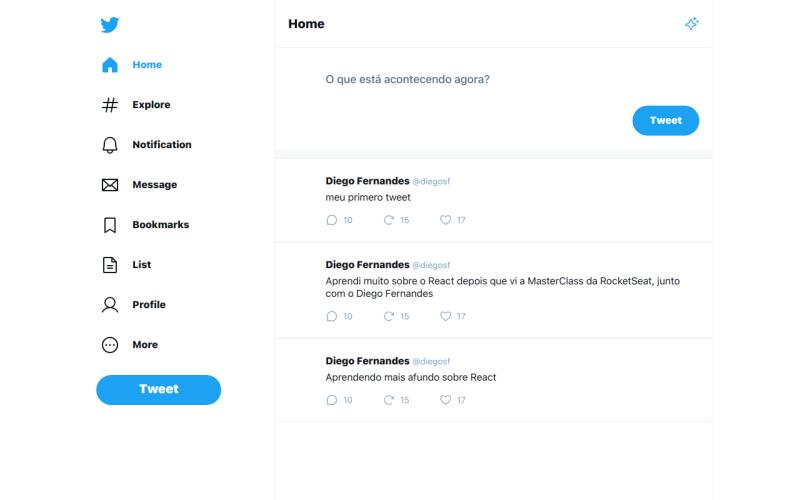 Home
Home
O que está acontecendo agora?
Explore
Tweet
Notification
Message
Bookmarks
List
Profile
More
Tweet
Diego Fernandes @diegosf
meu primero tweet
10 15 17
Diego Fernandes @diegosf
Aprendi muito sobre o React depois que vi a MasterClass da RocketSeat, junto
com o Diego Fernandes
10 15 17
Diego Fernandes @diegosf
Aprendendo mais afundo sobre React
10 15 17